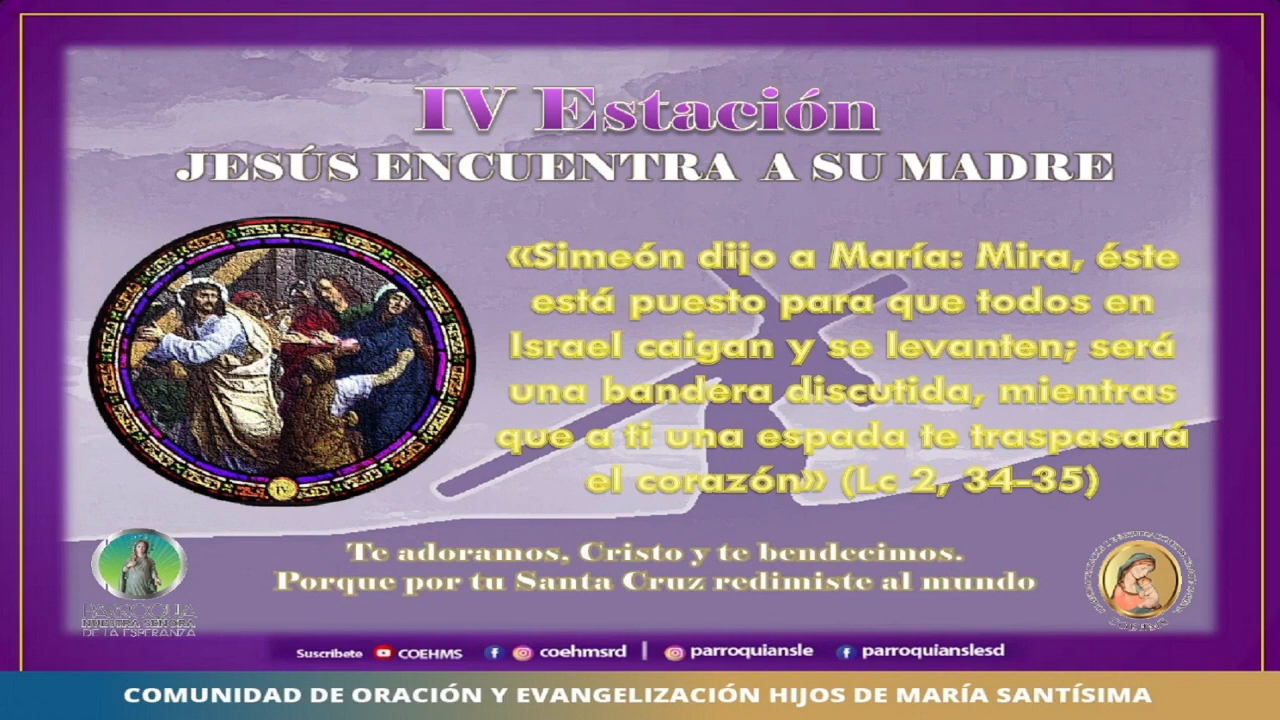 IV Estación
JESÚS ENCUENTRA A SU MADRE
«Simeón dijo a María: Mira, éste
está puesto para que todos en
Israel caigan y se levanten; será
una bandera discutida, mientras
que a ti una espada te traspasará
el corazón» (Lc 2, 34-35)
IV
Te adoramos, Cristo y te bendecimos.
Porque por tu Santa Cruz redimiste al mundo
PARROQUIA
NUESTRA SEÑORA
DE LA ESPERANZA
COEHMS
Suscribete COEHMS coehmsrd | parroquiansle parroquianslesd
COMUNIDAD DE ORACIÓN Y EVANGELIZACIÓN HIJOS DE MARÍA SANTÍSIMA